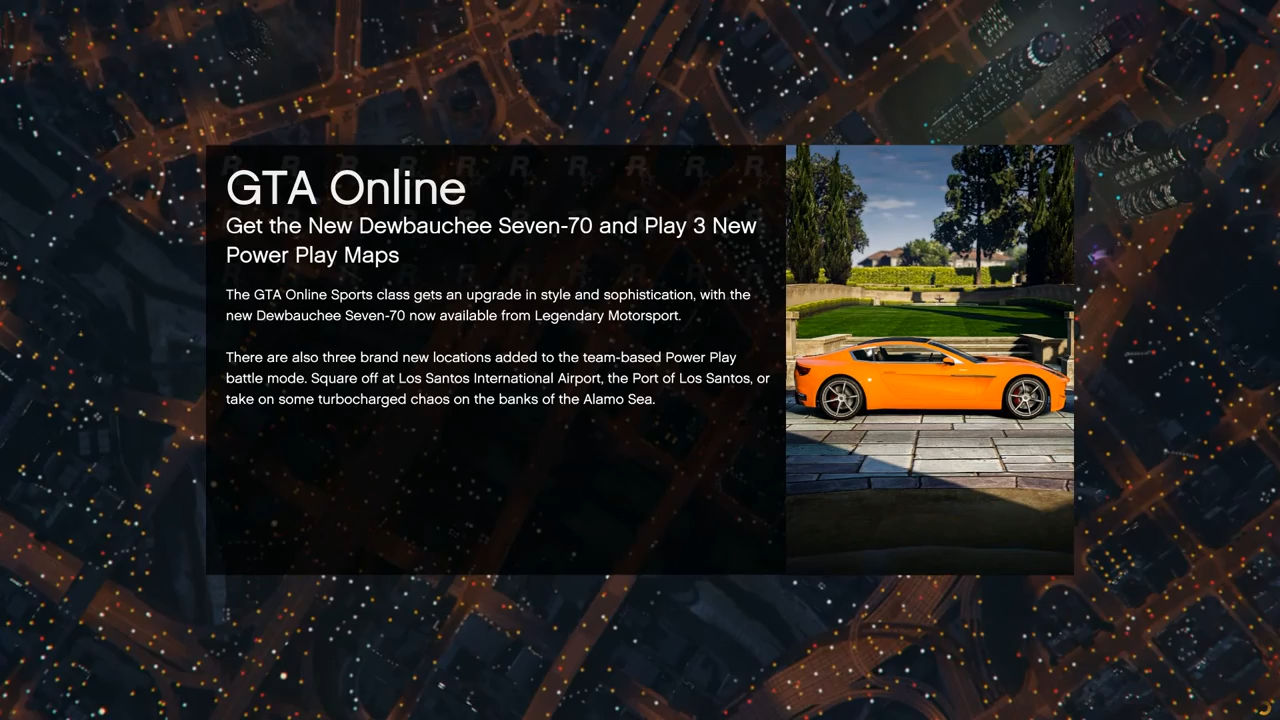 GTA Online
Get the New Dewbauchee Seven-70 and Play 3 New
Power Play Maps
The GTA Online Sports class gets an upgrade in style and sophistication, with the
new Dewbauchee Seven-70 now available from Legendary Motorsport.
There are also three brand new locations added to the team-based Power Play
battle mode. Square off at Los Santos International Airport, the Port of Los Santos, or
take on some turbocharged chaos on the banks of the Alamo Sea.